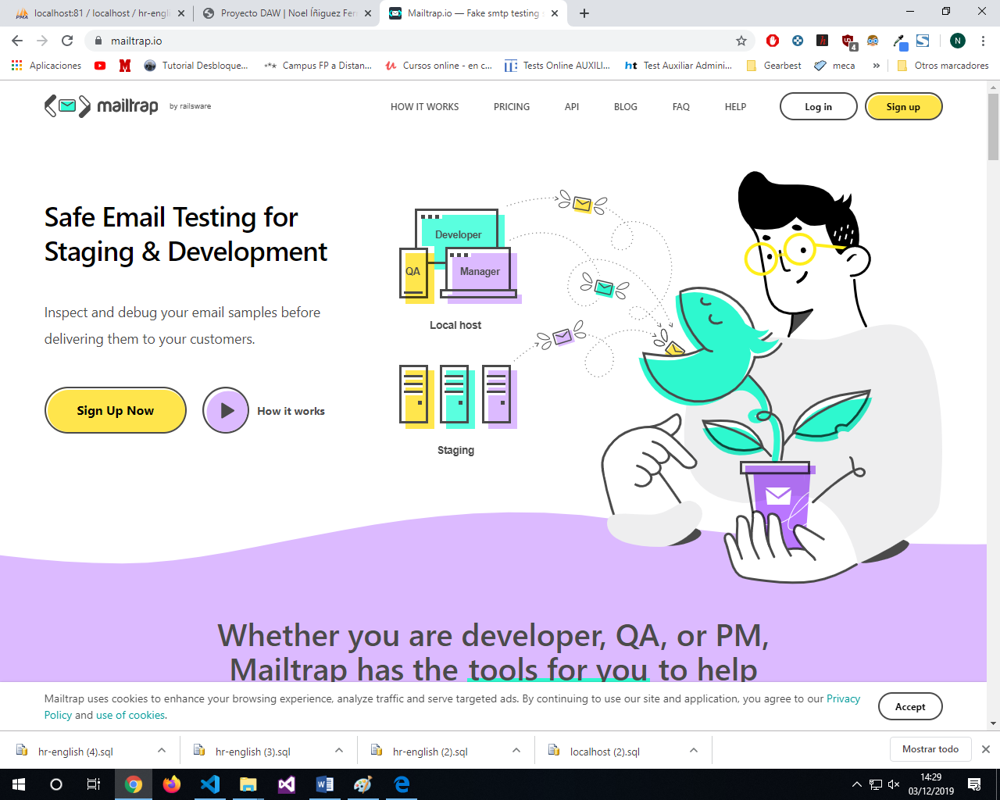 localhost:81 / localhost / hr-engli
Proyecto DAW | Noel Íñiguez Fer
Mailtrap.io — Fake smtp testing s
mailtrap.io
4
N
Aplicaciones
Tutorial Desbloque...
Campus FP a Distan...
Cursos online - en c...
Tests Online AUXILI...
Test Auxiliar Admini...
Gearbest
meca
»
Otros marcadores
mailtrap
by railsware
HOW IT WORKS
PRICING
API
BLOG
FAQ
HELP
Log in
Sign up
Safe Email Testing for
Staging & Development
Inspect and debug your email samples before
delivering them to your customers.
Sign Up Now
How it works
Developer
QA
Manager
Local host
Staging
Whether you are developer, QA, or PM,
Mailtrap has the tools for you to help
Mailtrap uses cookies to enhance your browsing experience, analyze traffic and serve targeted ads. By continuing to use our site and application, you agree to our Privacy
Policy and use of cookies.
Accept
hr-english (4).sql
hr-english (3).sql
hr-english (2).sql
localhost (2).sql
Mostrar todo
14:29
03/12/2019